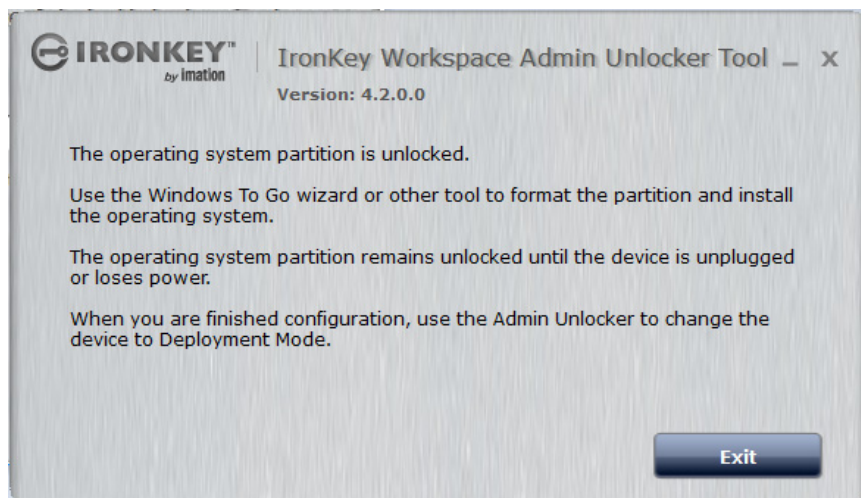 IRONKEY™
by imation
IronKey Workspace Admin Unlocker Tool
Version: 4.2.0.0
The operating system partition is unlocked.
Use the Windows To Go wizard or other tool to format the partition and install
the operating system.
The operating system partition remains unlocked until the device is unplugged
or loses power.
When you are finished configuration, use the Admin Unlocker to change the
device to Deployment Mode.
Exit